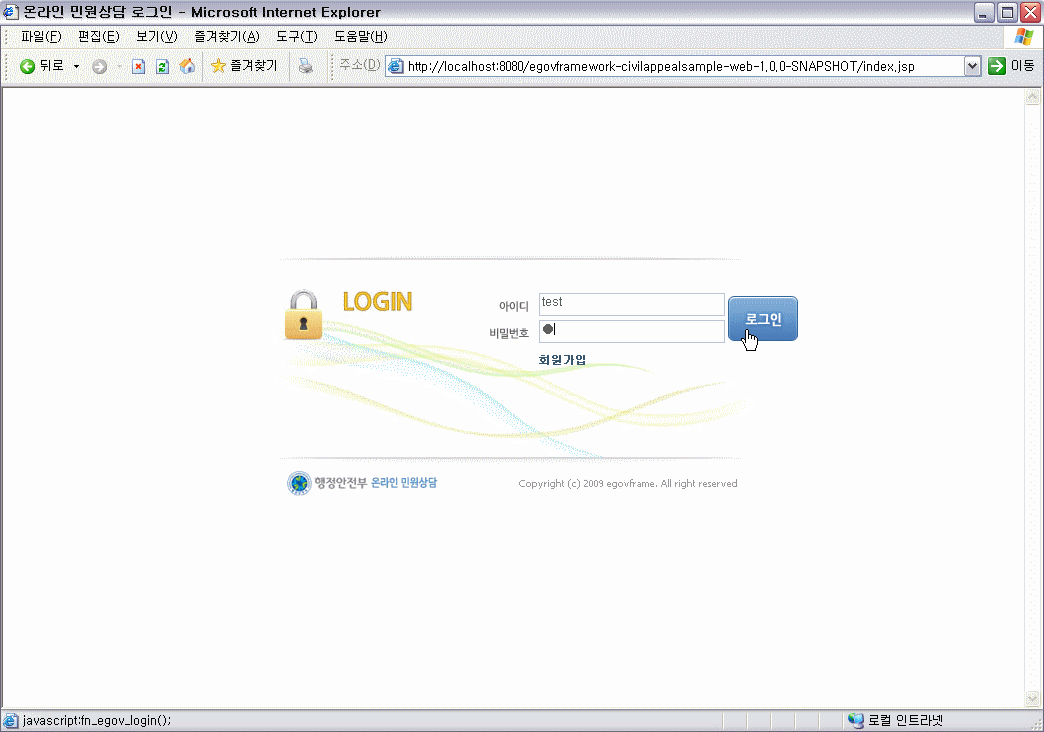 온라인 민원상담 로그인 - Microsoft Internet Explorer
파일(F) 편집(E) 보기(V) 즐겨찾기(A) 도구(T) 도움말(H)
뒤로 즐겨찾기 주소(D) http://localhost:8080/egovframework-civilappealsample-web-1.0.0-SNAPSHOT/index.jsp 이동
LOGIN
아이디 test
비밀번호
로그인
회원가입
행정안전부 온라인 민원상담 Copyright (c) 2009 egovframe. All right reserved
javascript:fn_egov_login(); 로컬 인트라넷